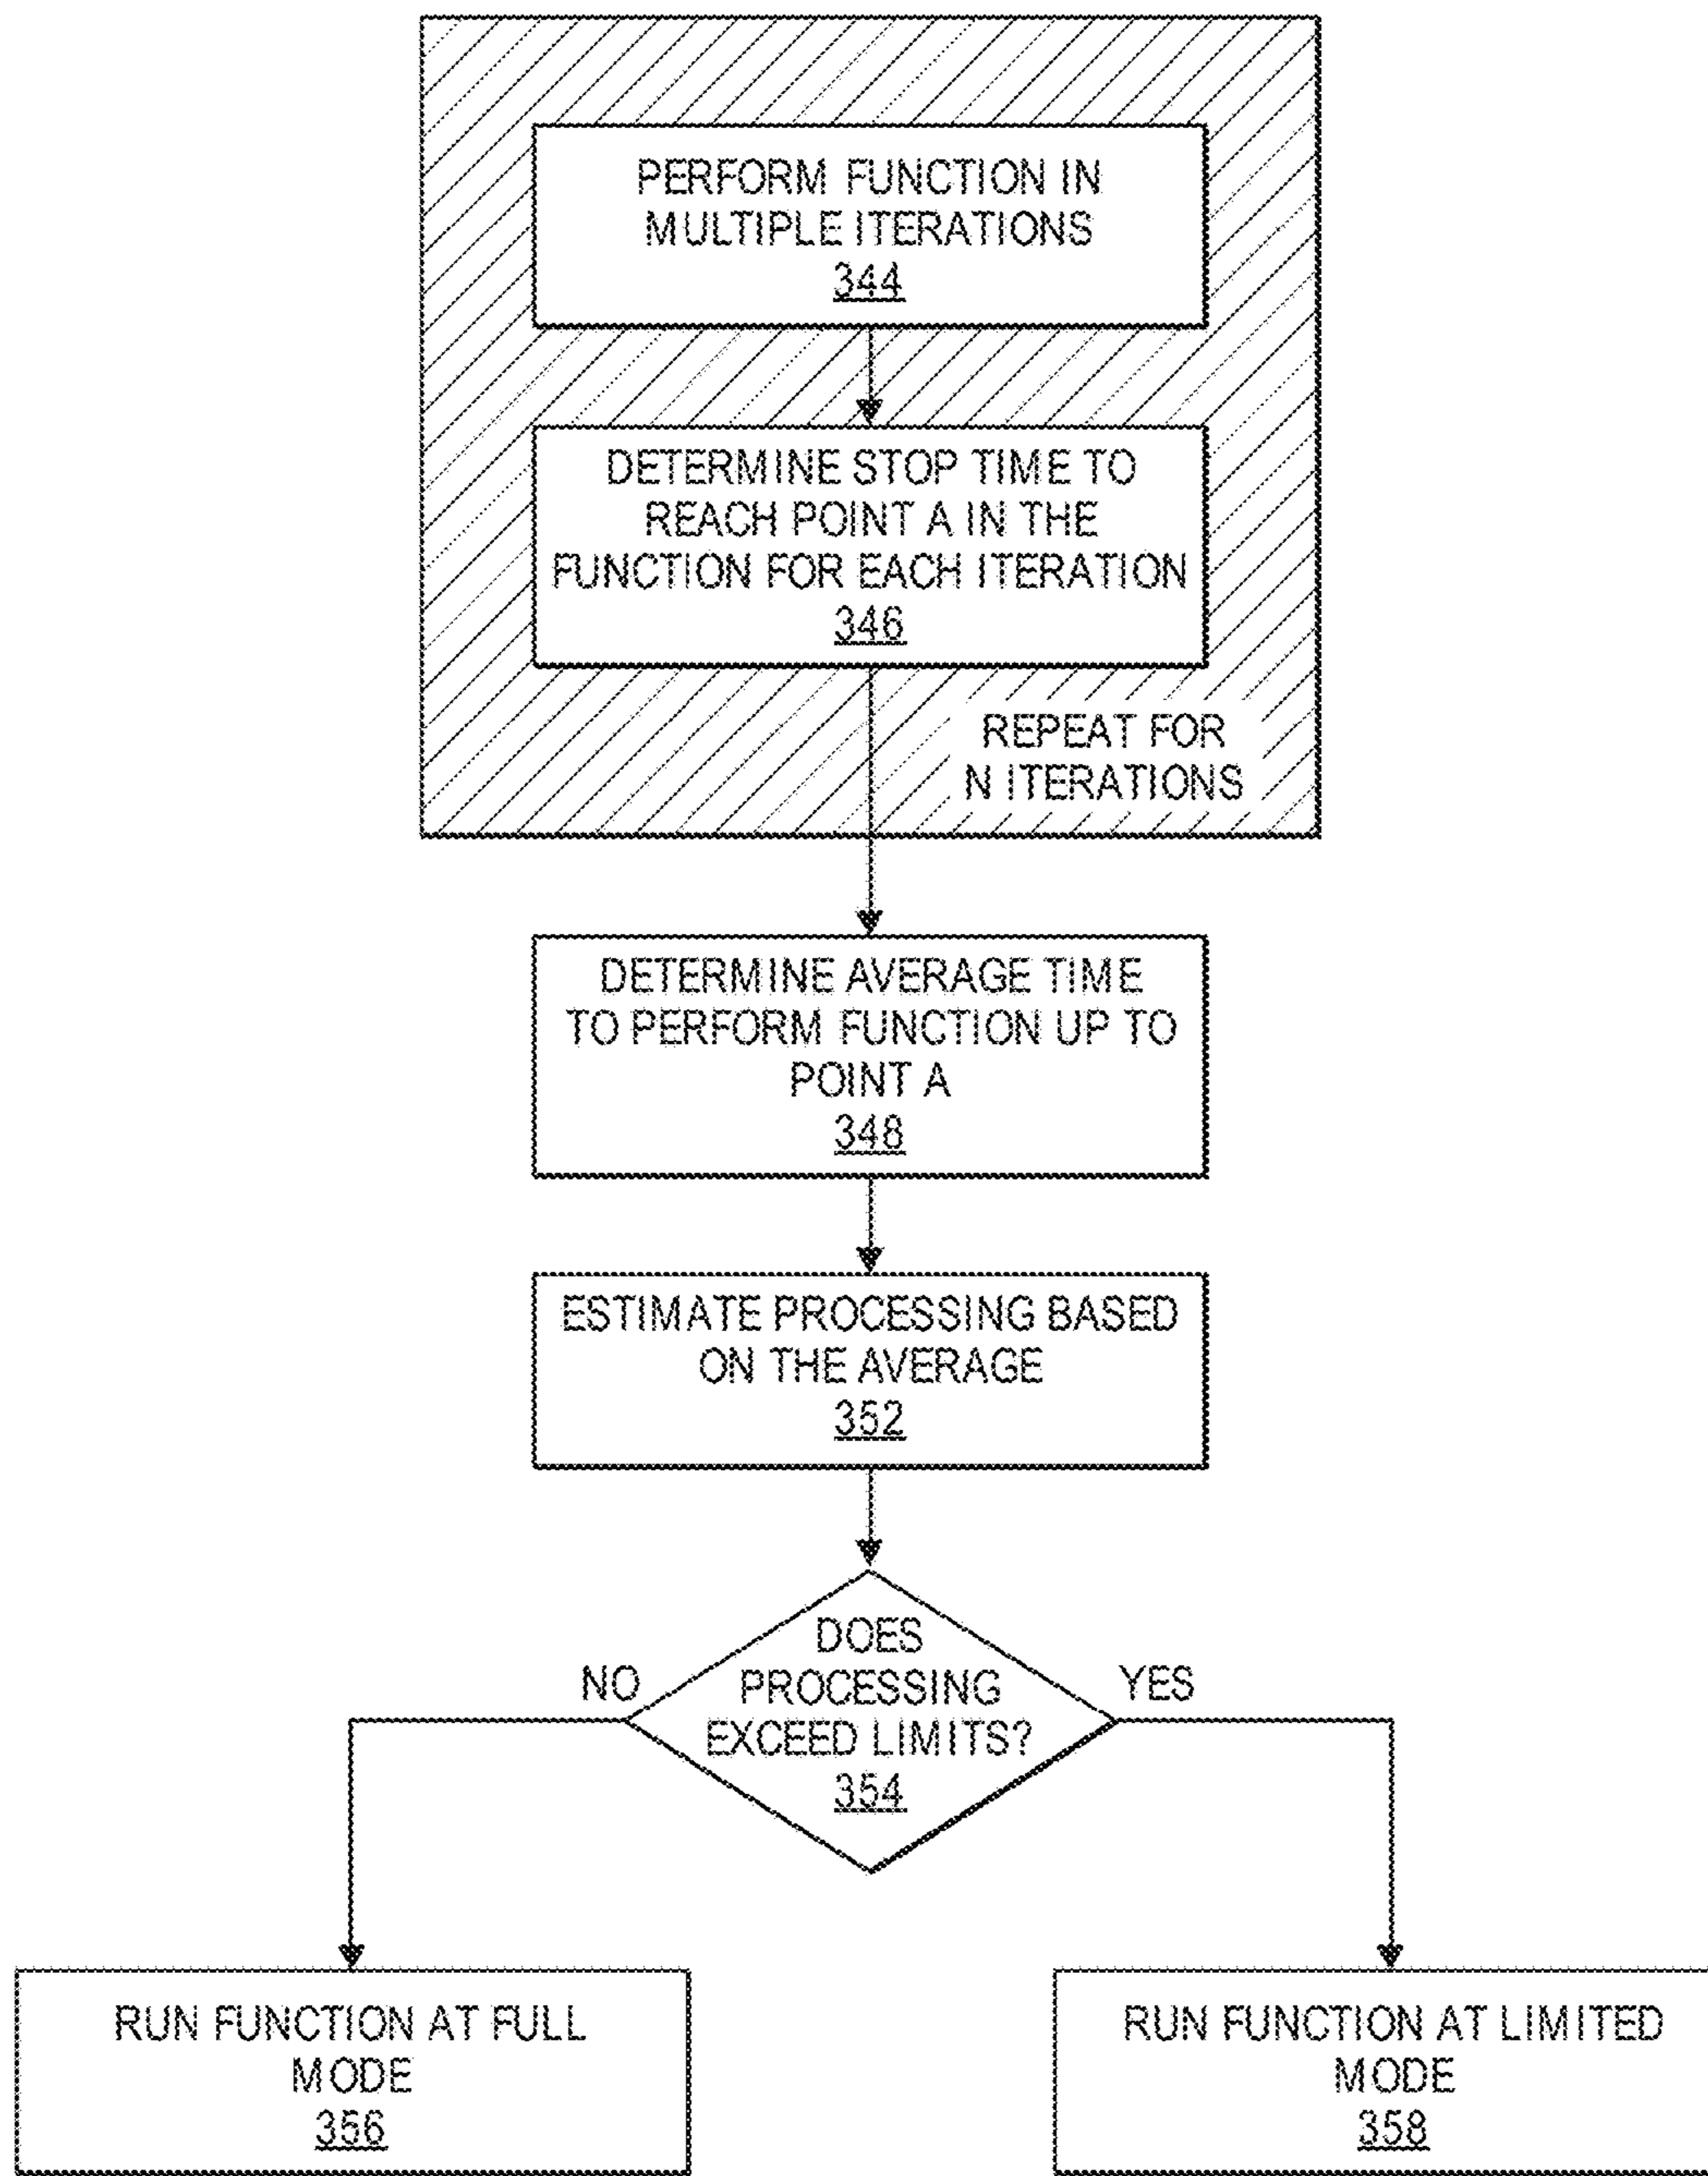 PERFORM FUNCTION IN
MULTIPLE ITERATIONS
344
DETERMINE STOP TIME TO
REACH POINT A IN THE
FUNCTION FOR EACH ITERATION
346
REPEAT FOR
N ITERATIONS
DETERMINE AVERAGE TIME
TO PERFORM FUNCTION UP TO
POINT A
348
ESTIMATE PROCESSING BASED
ON THE AVERAGE
352
DOES
PROCESSING
EXCEED LIMITS?
354
NO
YES
RUN FUNCTION AT FULL
MODE
356
RUN FUNCTION AT LIMITED
MODE
358